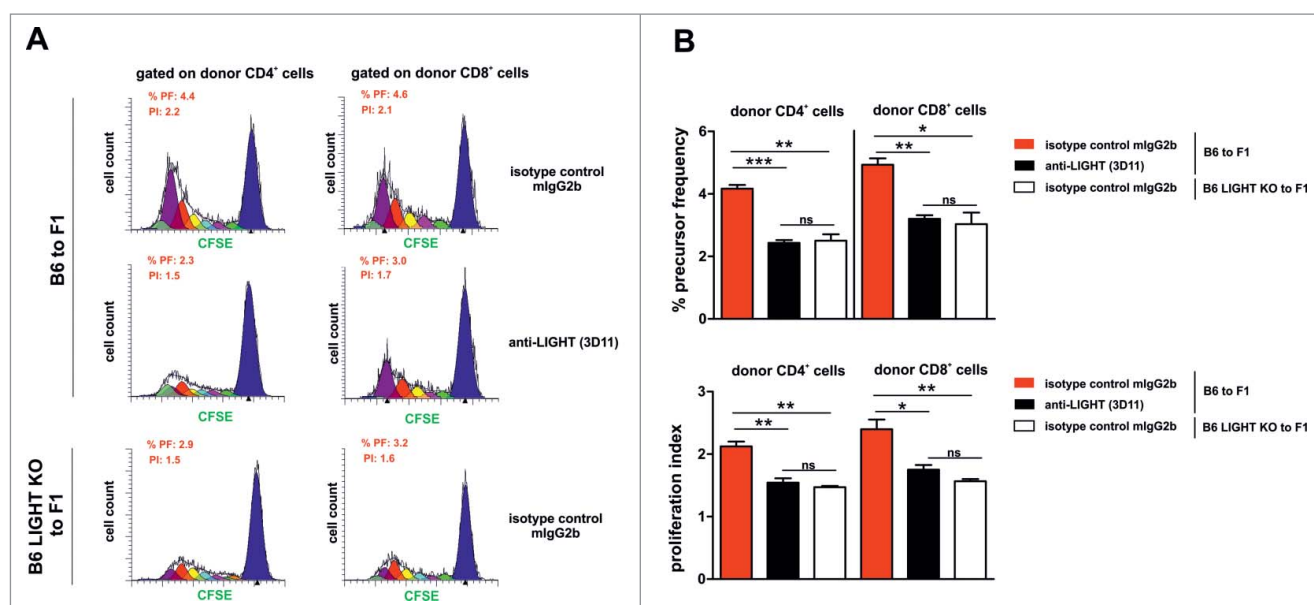 A
gated on donor CD4⁺ cells
gated on donor CD8⁺ cells
B6 to F1
% PF: 4.4
PI: 2.2
cell count
CFSE
% PF: 4.6
PI: 2.1
cell count
CFSE
isotype control
mIgG2b
% PF: 2.3
PI: 1.5
cell count
CFSE
% PF: 3.0
PI: 1.7
cell count
CFSE
anti-LIGHT (3D11)
B6 LIGHT KO
to F1
% PF: 2.9
PI: 1.5
cell count
CFSE
% PF: 3.2
PI: 1.6
cell count
CFSE
isotype control
mIgG2b
B
donor CD4⁺ cells
donor CD8⁺ cells
% precursor frequency
6
4
2
0
**
***
ns
*
**
ns
isotype control mIgG2b
anti-LIGHT (3D11)
B6 to F1
isotype control mIgG2b
B6 LIGHT KO to F1
donor CD4⁺ cells
donor CD8⁺ cells
proliferation index
3
2
1
0
**
**
ns
**
*
ns
isotype control mIgG2b
anti-LIGHT (3D11)
B6 to F1
isotype control mIgG2b
B6 LIGHT KO to F1